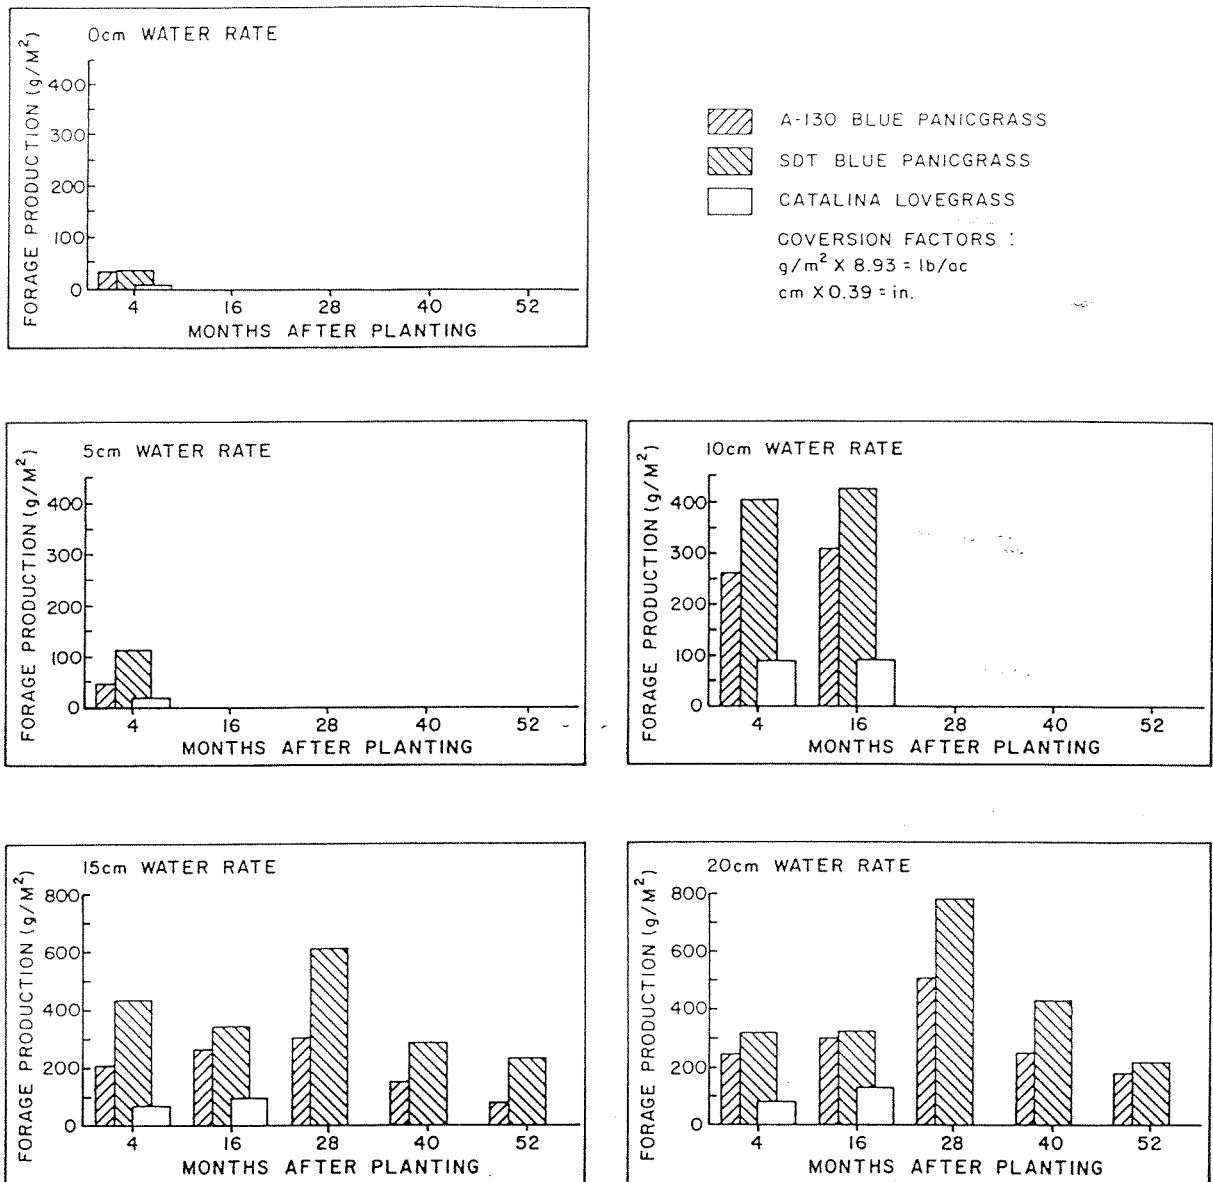 0cm WATER RATE
FORAGE PRODUCTION (g/M²)
400
300
200
100
0
4 16 28 40 52
MONTHS AFTER PLANTING
A-130 BLUE PANICGRASS
SDT BLUE PANICGRASS
CATALINA LOVEGRASS
COVERSION FACTORS :
g/m² X 8.93 = lb/ac
cm X 0.39 = in.
5cm WATER RATE
FORAGE PRODUCTION (g/M²)
400
300
200
100
0
4 16 28 40 52
MONTHS AFTER PLANTING
10cm WATER RATE
FORAGE PRODUCTION (g/M²)
400
300
200
100
0
4 16 28 40 52
MONTHS AFTER PLANTING
15cm WATER RATE
FORAGE PRODUCTION (g/M²)
800
600
400
200
0
4 16 28 40 52
MONTHS AFTER PLANTING
20cm WATER RATE
FORAGE PRODUCTION (g/M²)
800
600
400
200
0
4 16 28 40 52
MONTHS AFTER PLANTING